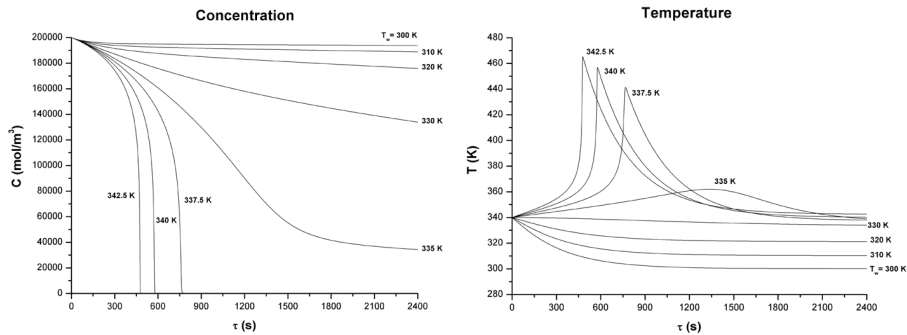 Concentration
200000
180000
160000
140000
120000
100000
80000
60000
40000
20000
0
C (mol/m³)
T_w= 300 K
310 K
320 K
330 K
342.5 K
340 K
337.5 K
335 K
0 300 600 900 1200 1500 1800 2100 2400
τ (s)
Temperature
480
460
440
420
400
380
360
340
320
300
280
T (K)
342.5 K
340 K
337.5 K
335 K
330 K
320 K
310 K
T_w= 300 K
0 300 600 900 1200 1500 1800 2100 2400
τ (s)